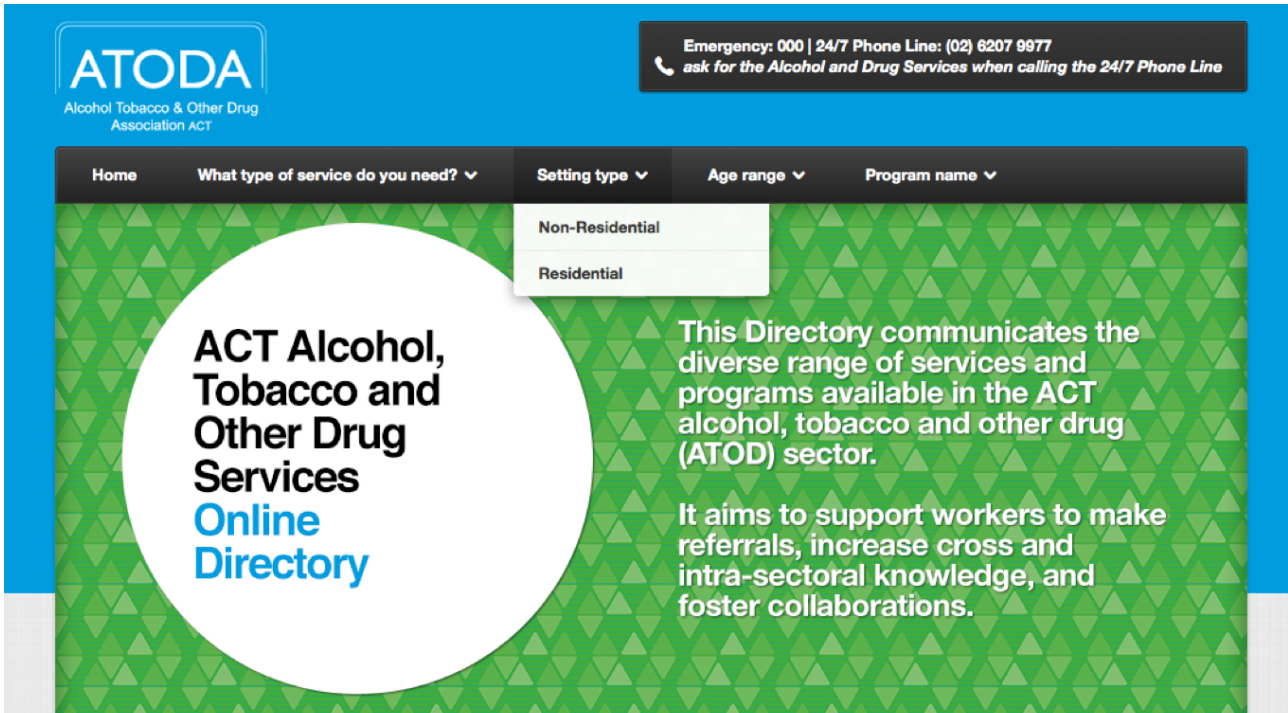 ATODA
Alcohol Tobacco & Other Drug
Association ACT
Emergency: 000 | 24/7 Phone Line: (02) 6207 9977
ask for the Alcohol and Drug Services when calling the 24/7 Phone Line
Home
What type of service do you need?
Setting type
Age range
Program name
Non-Residential
Residential
ACT Alcohol,
Tobacco and
Other Drug
Services
Online
Directory
This Directory communicates the
diverse range of services and
programs available in the ACT
alcohol, tobacco and other drug
(ATOD) sector.
It aims to support workers to make
referrals, increase cross and
intra-sectoral knowledge, and
foster collaborations.